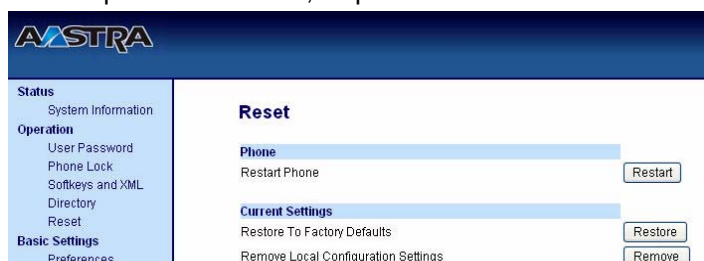 AASTRA
Status
System Information
Operation
User Password
Phone Lock
Softkeys and XML
Directory
Reset
Basic Settings
Preferences
Reset
Phone
Restart Phone Restart
Current Settings
Restore To Factory Defaults Restore
Remove Local Configuration Settings Remove